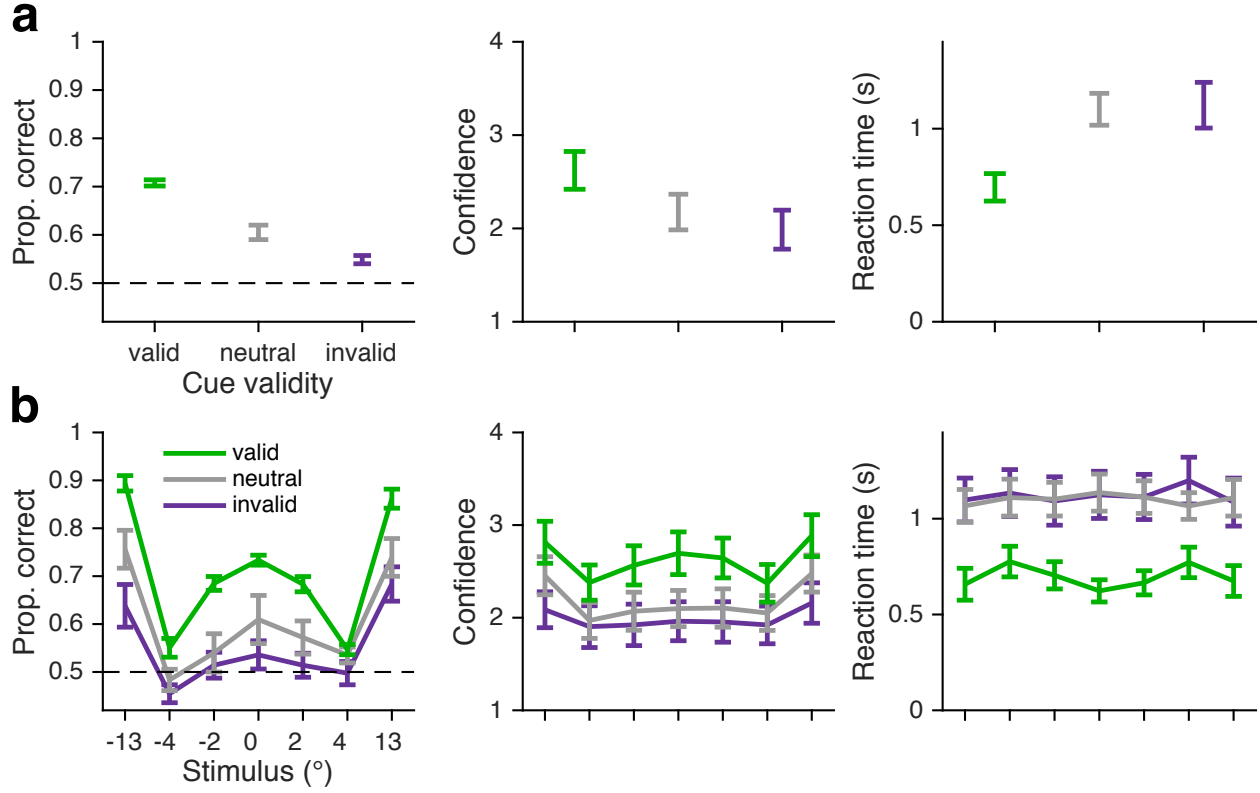 a
Prop. correct
1
0.9
0.8
0.7
0.6
0.5
valid neutral invalid
Cue validity
Confidence
4
3
2
1
Reaction time (s)
1
0.5
0
b
Prop. correct
1
0.9
0.8
0.7
0.6
0.5
valid
neutral
invalid
-13 -4 -2 0 2 4 13
Stimulus (°)
Confidence
4
3
2
1
Reaction time (s)
1
0.5
0